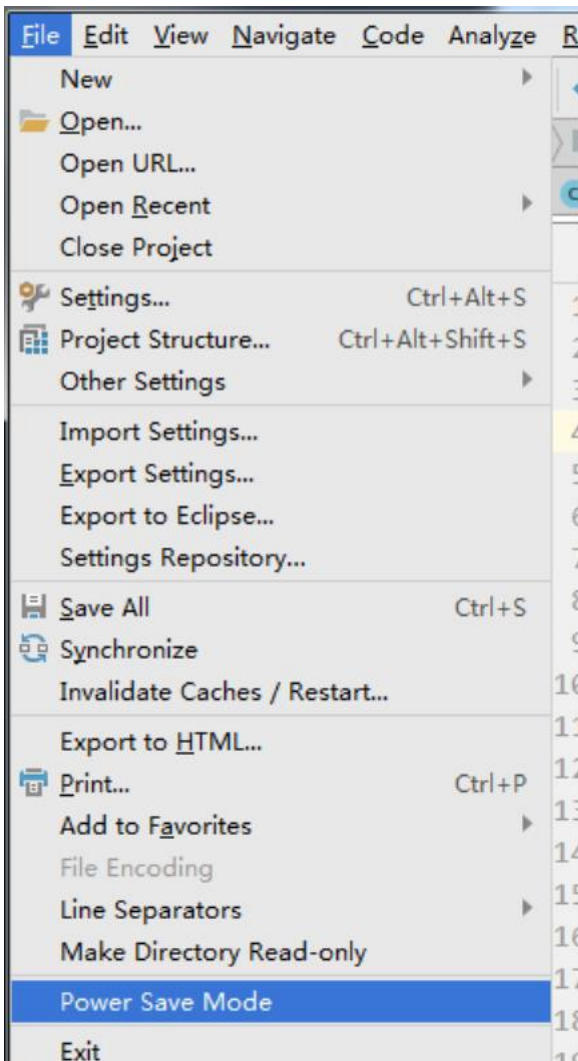 File Edit View Navigate Code Analyze R
New
Open...
Open URL...
Open Recent
Close Project
Settings... Ctrl+Alt+S
Project Structure... Ctrl+Alt+Shift+S
Other Settings
Import Settings...
Export Settings...
Export to Eclipse...
Settings Repository...
Save All Ctrl+S
Synchronize
Invalidate Caches / Restart...
Export to HTML...
Print... Ctrl+P
Add to Favorites
File Encoding
Line Separators
Make Directory Read-only
Power Save Mode
Exit